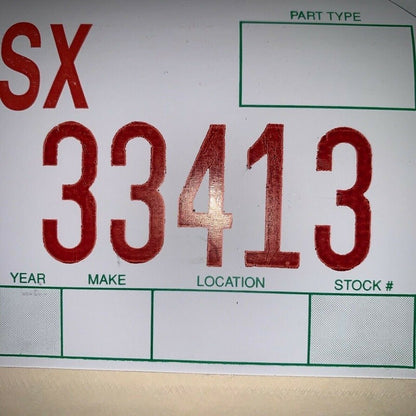 PART TYPE
SX
33413
YEAR MAKE LOCATION STOCK #